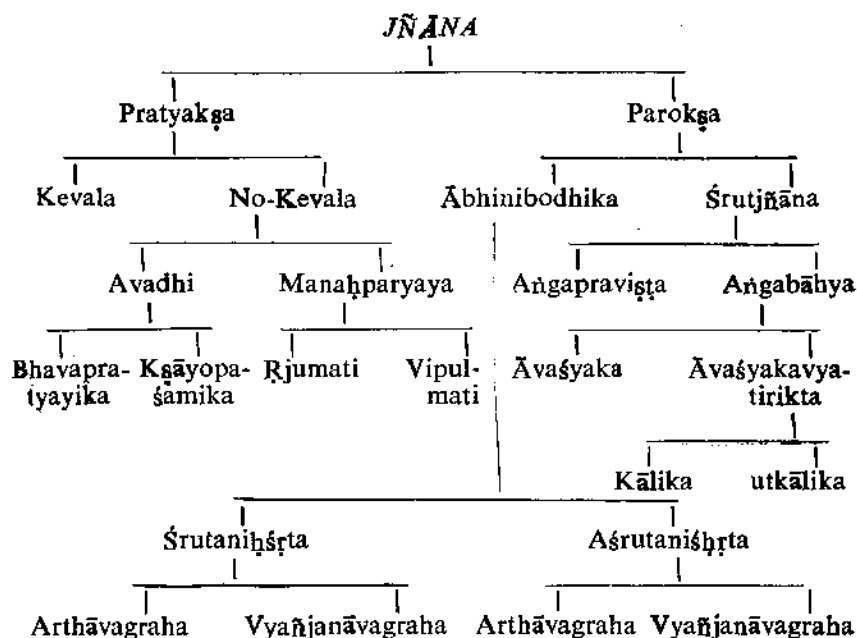 JÑĀNA
Pratyakṣa Parokṣa
Kevala No-Kevala Ābhinibodhika Śrutjñāna
Avadhi Manaḥparyaya Aṅgapraviṣṭa Aṅgabāhya
Bhavapra- Kṣāyopa- Ṛjumati Vipul- Āvaśyaka Āvaśyakavya-
tyayika śamika mati tirikta
Kālika utkālika
Śrutaniḥśṛta Aśrutaniśḥṛta
Arthāvagraha Vyañjanāvagraha Arthāvagraha Vyañjanāvagraha